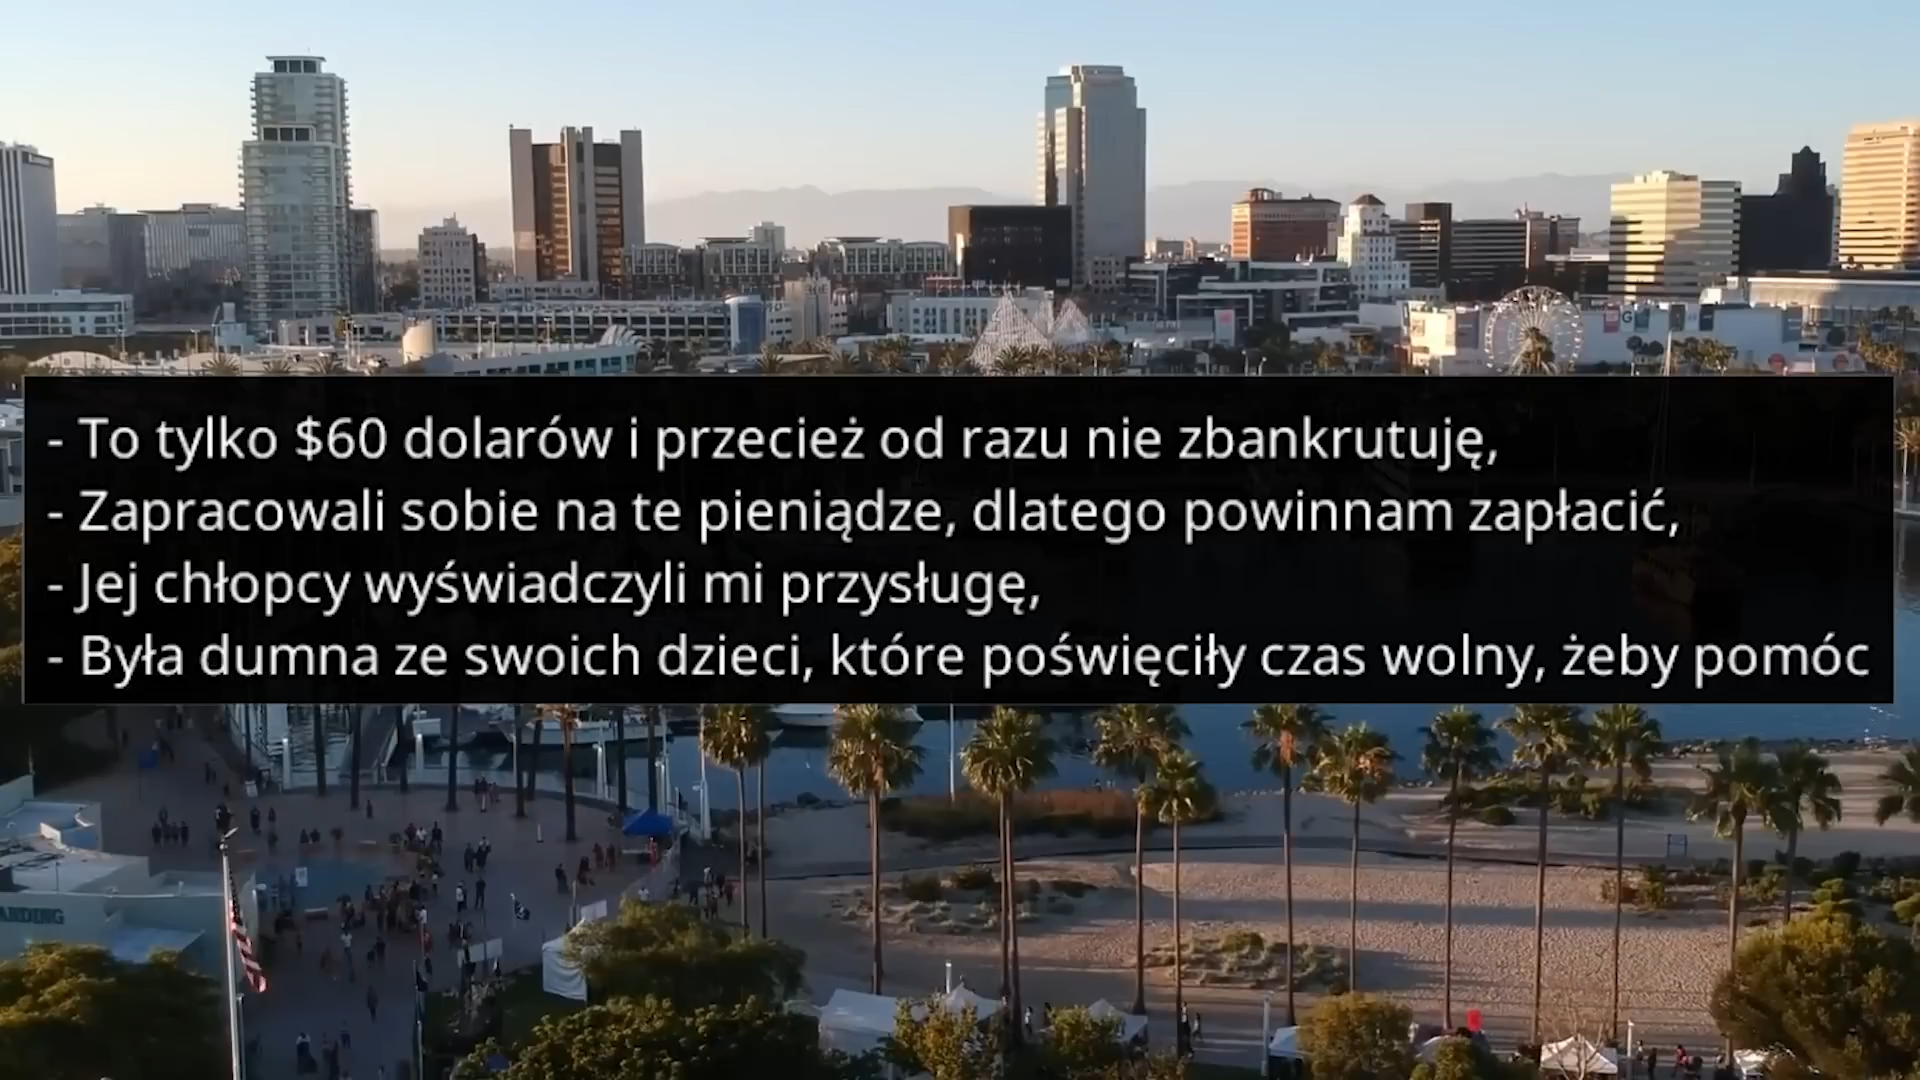 - To tylko $60 dolarów i przecież od razu nie zbankrutuję,
- Zapracowali sobie na te pieniądze, dlatego powinnam zapłacić,
- Jej chłopcy wyświadczyli mi przysługę,
- Była dumna ze swoich dzieci, które poświęciły czas wolny, żeby pomóc